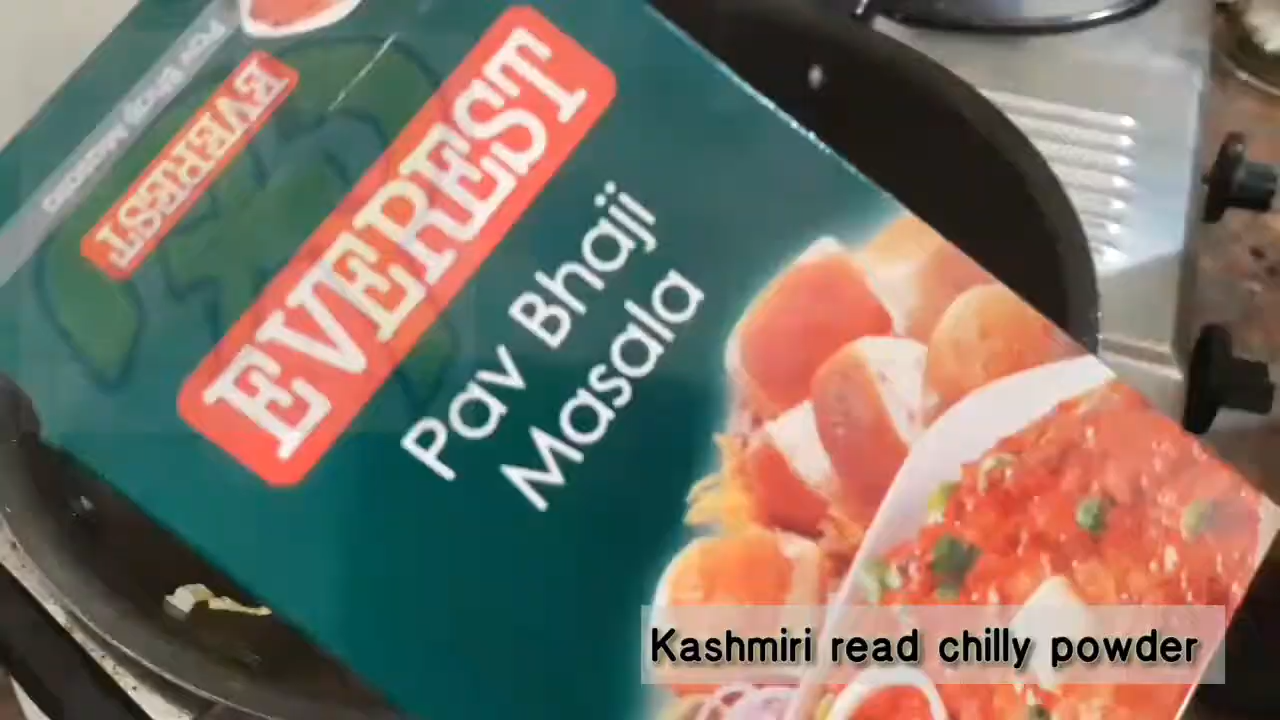 EVEREST
EVEREST
Pav Bhaji
Masala
Kashmiri read chilly powder